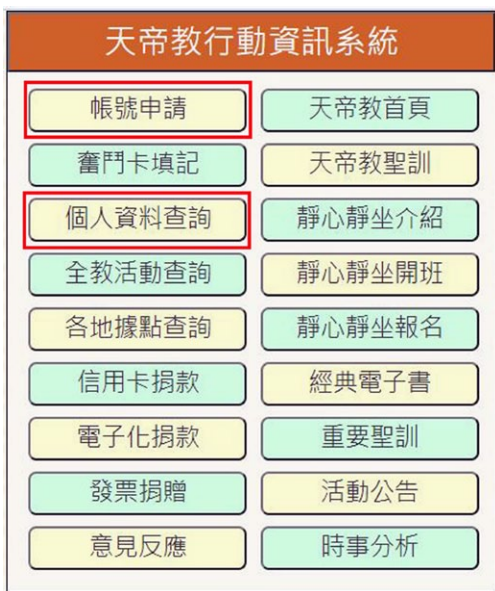 天帝教行動資訊系統
帳號申請 天帝教首頁
奮鬥卡填記 天帝教聖訓
個人資料查詢 靜心靜坐介紹
全教活動查詢 靜心靜坐開班
各地據點查詢 靜心靜坐報名
信用卡捐款 經典電子書
電子化捐款 重要聖訓
發票捐贈 活動公告
意見反應 時事分析